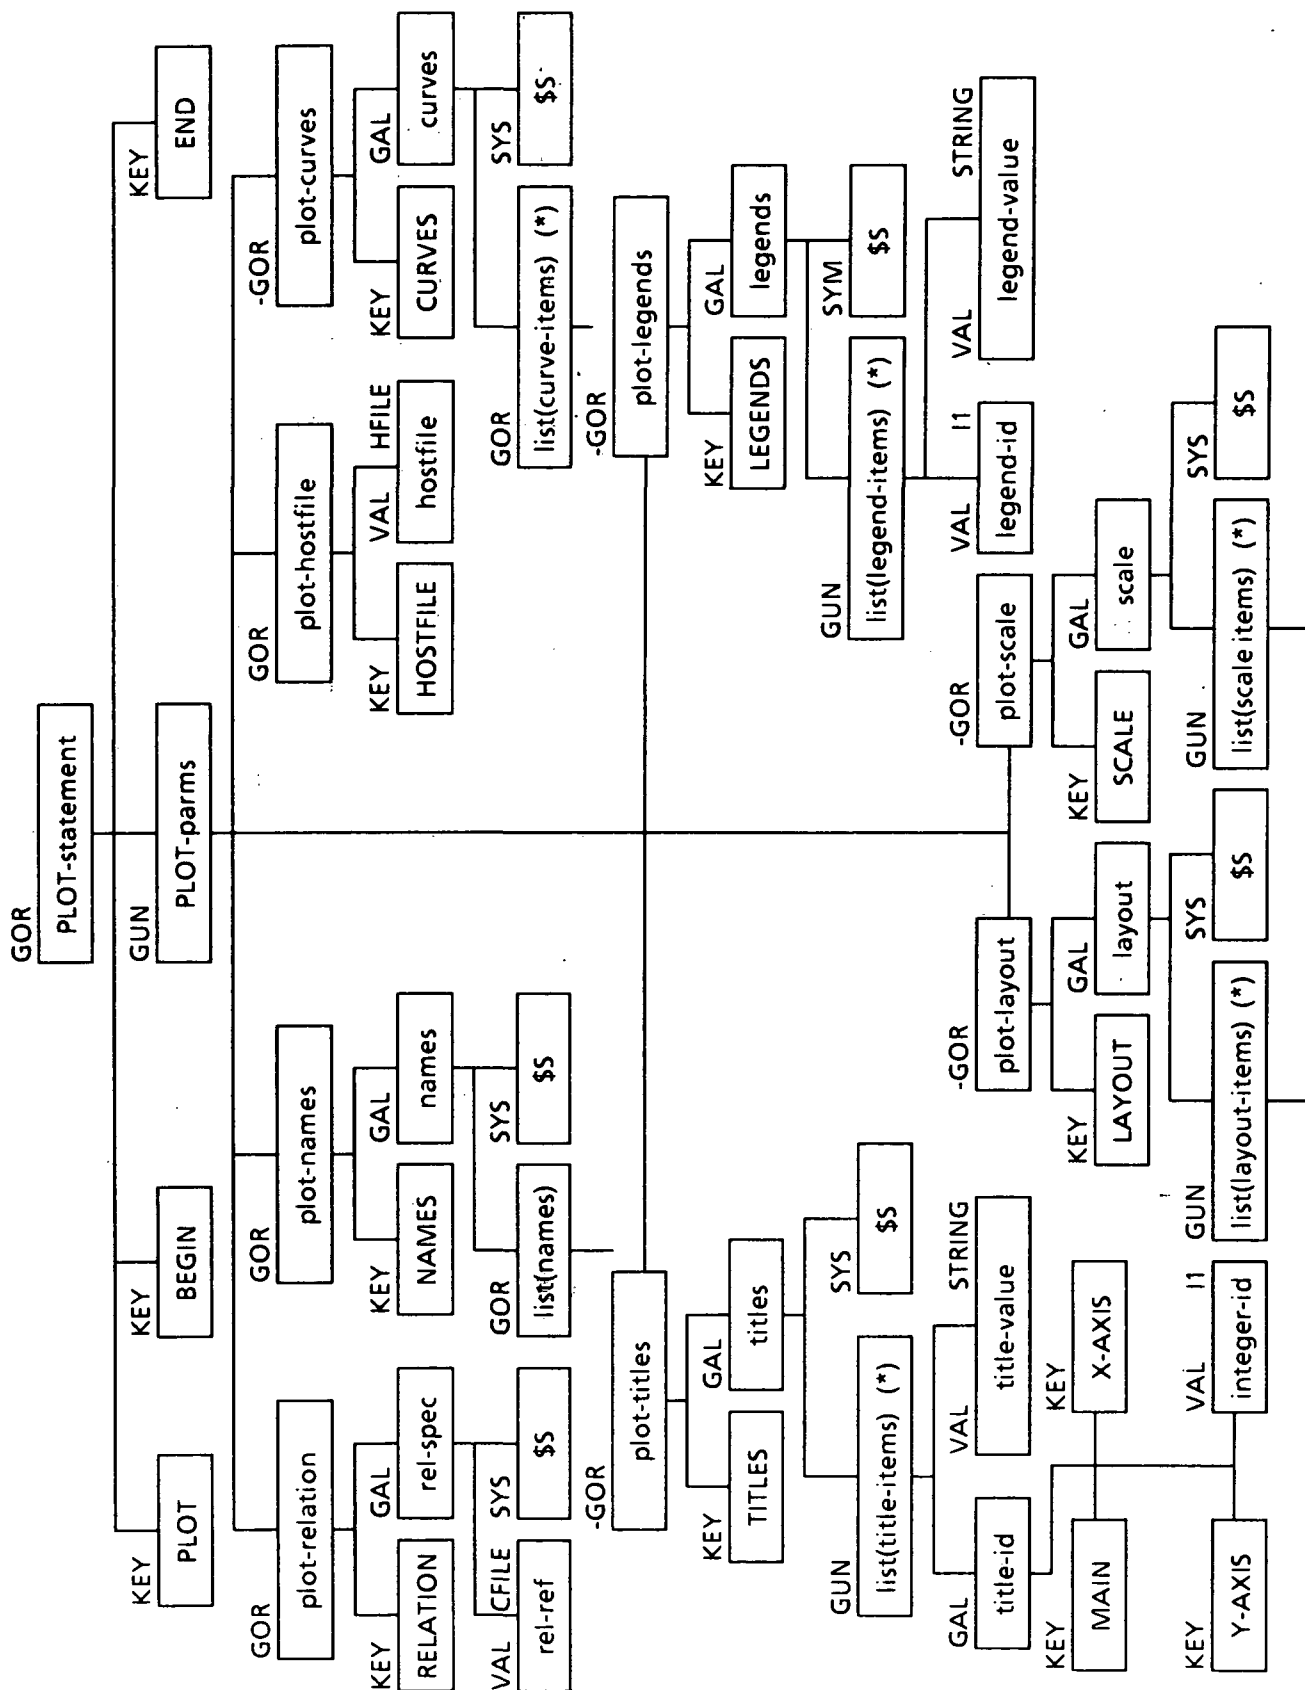 GOR
PLOT-statement
KEY
PLOT
KEY
BEGIN
GUN
PLOT-parms
KEY
END
GOR
plot-relation
KEY
RELATION
GAL
rel-spec
VAL CFILE
rel-ref
SYS
$S
GOR
plot-names
KEY
NAMES
GAL
names
GOR
list(names)
SYS
$S
GOR
plot-hostfile
KEY
HOSTFILE
VAL HFILE
hostfile
-GOR
plot-curves
KEY
CURVES
GAL
curves
GOR
list(curve-items) (*)
SYS
$S
-GOR
plot-titles
KEY
TITLES
GAL
titles
GUN
list(title-items) (*)
SYS
$S
GAL
title-id
VAL STRING
title-value
KEY
MAIN
KEY
X-AXIS
KEY
Y-AXIS
VAL I1
integer-id
-GOR
plot-legends
KEY
LEGENDS
GAL
legends
GUN
list(legend-items) (*)
SYM
$S
VAL I1
legend-id
VAL STRING
legend-value
-GOR
plot-layout
KEY
LAYOUT
GAL
layout
GUN
list(layout-items) (*)
SYS
$S
-GOR
plot-scale
KEY
SCALE
GAL
scale
GUN
list(scale items) (*)
SYS
$S